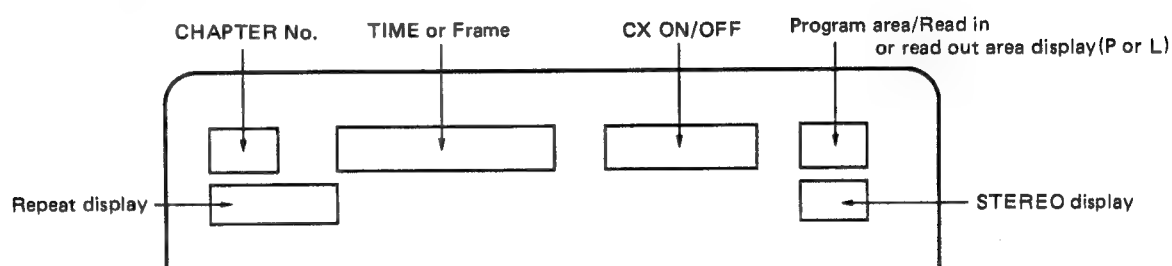 CHAPTER No.
TIME or Frame
CX ON/OFF
Program area/Read in
or read out area display(P or L)
Repeat display
STEREO display